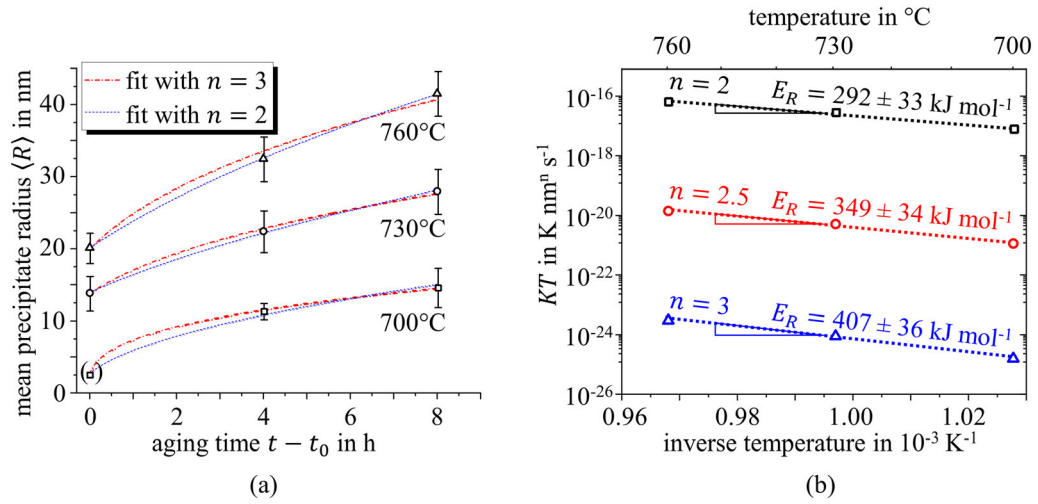 fit with n = 3
fit with n = 2
mean precipitate radius ⟨R⟩ in nm
40
30
20
10
0
760°C
730°C
700°C
( )
0 2 4 6 8
aging time t − t₀ in h
(a)
temperature in °C
760 730 700
KT in K nmⁿ s⁻¹
10⁻¹⁶
10⁻¹⁸
10⁻²⁰
10⁻²²
10⁻²⁴
10⁻²⁶
n = 2 E_R = 292 ± 33 kJ mol⁻¹
n = 2.5 E_R = 349 ± 34 kJ mol⁻¹
n = 3 E_R = 407 ± 36 kJ mol⁻¹
0.96 0.98 1.00 1.02
inverse temperature in 10⁻³ K⁻¹
(b)